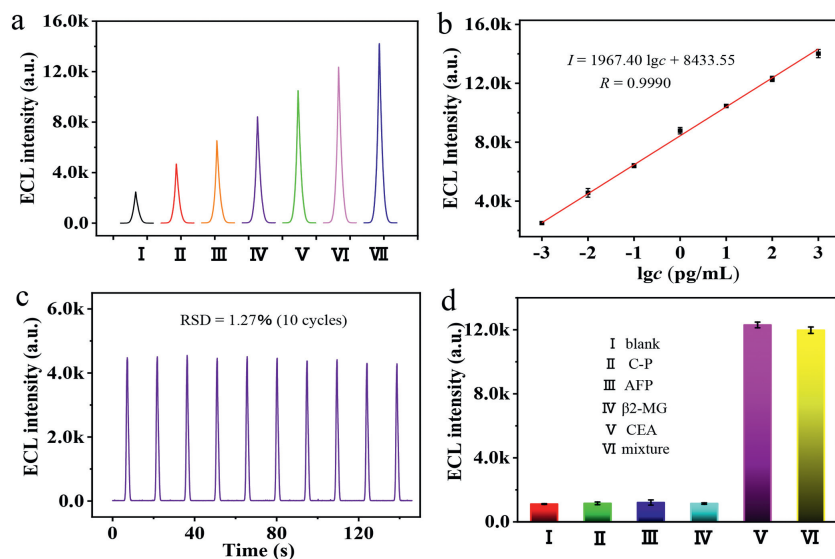 a
16.0k
12.0k
8.0k
4.0k
0.0
ECL intensity (a.u.)
Ⅰ Ⅱ Ⅲ Ⅳ Ⅴ Ⅵ Ⅶ
b
16.0k
12.0k
8.0k
4.0k
ECL Intensity (a.u.)
I = 1967.40 lgc + 8433.55
R = 0.9990
-3 -2 -1 0 1 2 3
lgc (pg/mL)
c
6.0k
4.0k
2.0k
0.0
ECL intensity (a.u.)
RSD = 1.27% (10 cycles)
0 40 80 120
Time (s)
d
12.0k
8.0k
4.0k
0.0
ECL intensity (a.u.)
Ⅰ blank
Ⅱ C-P
Ⅲ AFP
Ⅳ β2-MG
Ⅴ CEA
Ⅵ mixture
Ⅰ Ⅱ Ⅲ Ⅳ Ⅴ Ⅵ